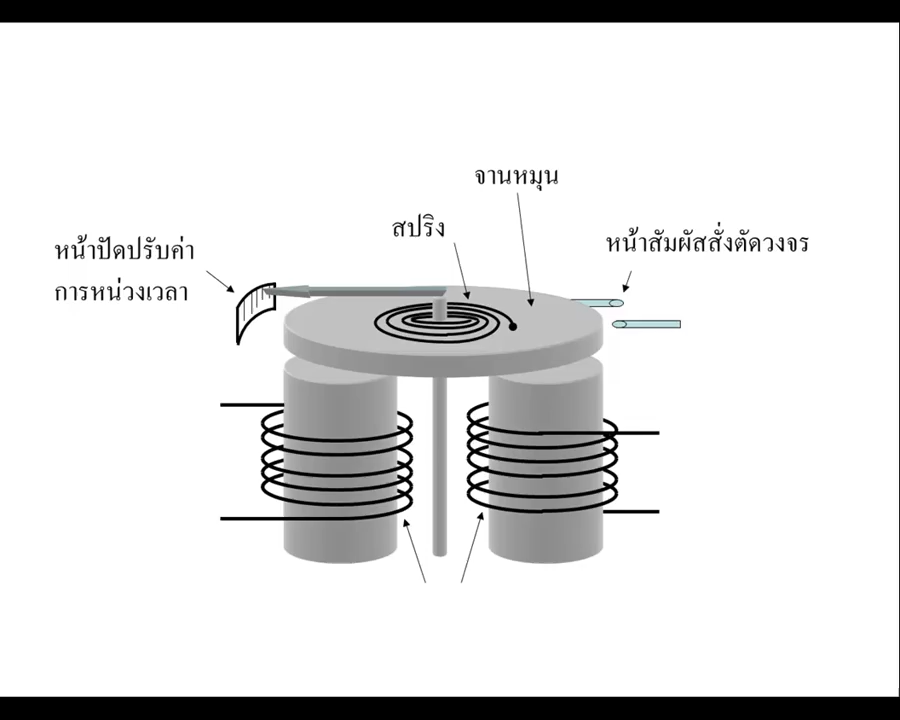 จานหมุน
สปริง
หน้าสัมผัสสั่งตัดวงจร
หน้าปัดปรับค่า
การหน่วงเวลา